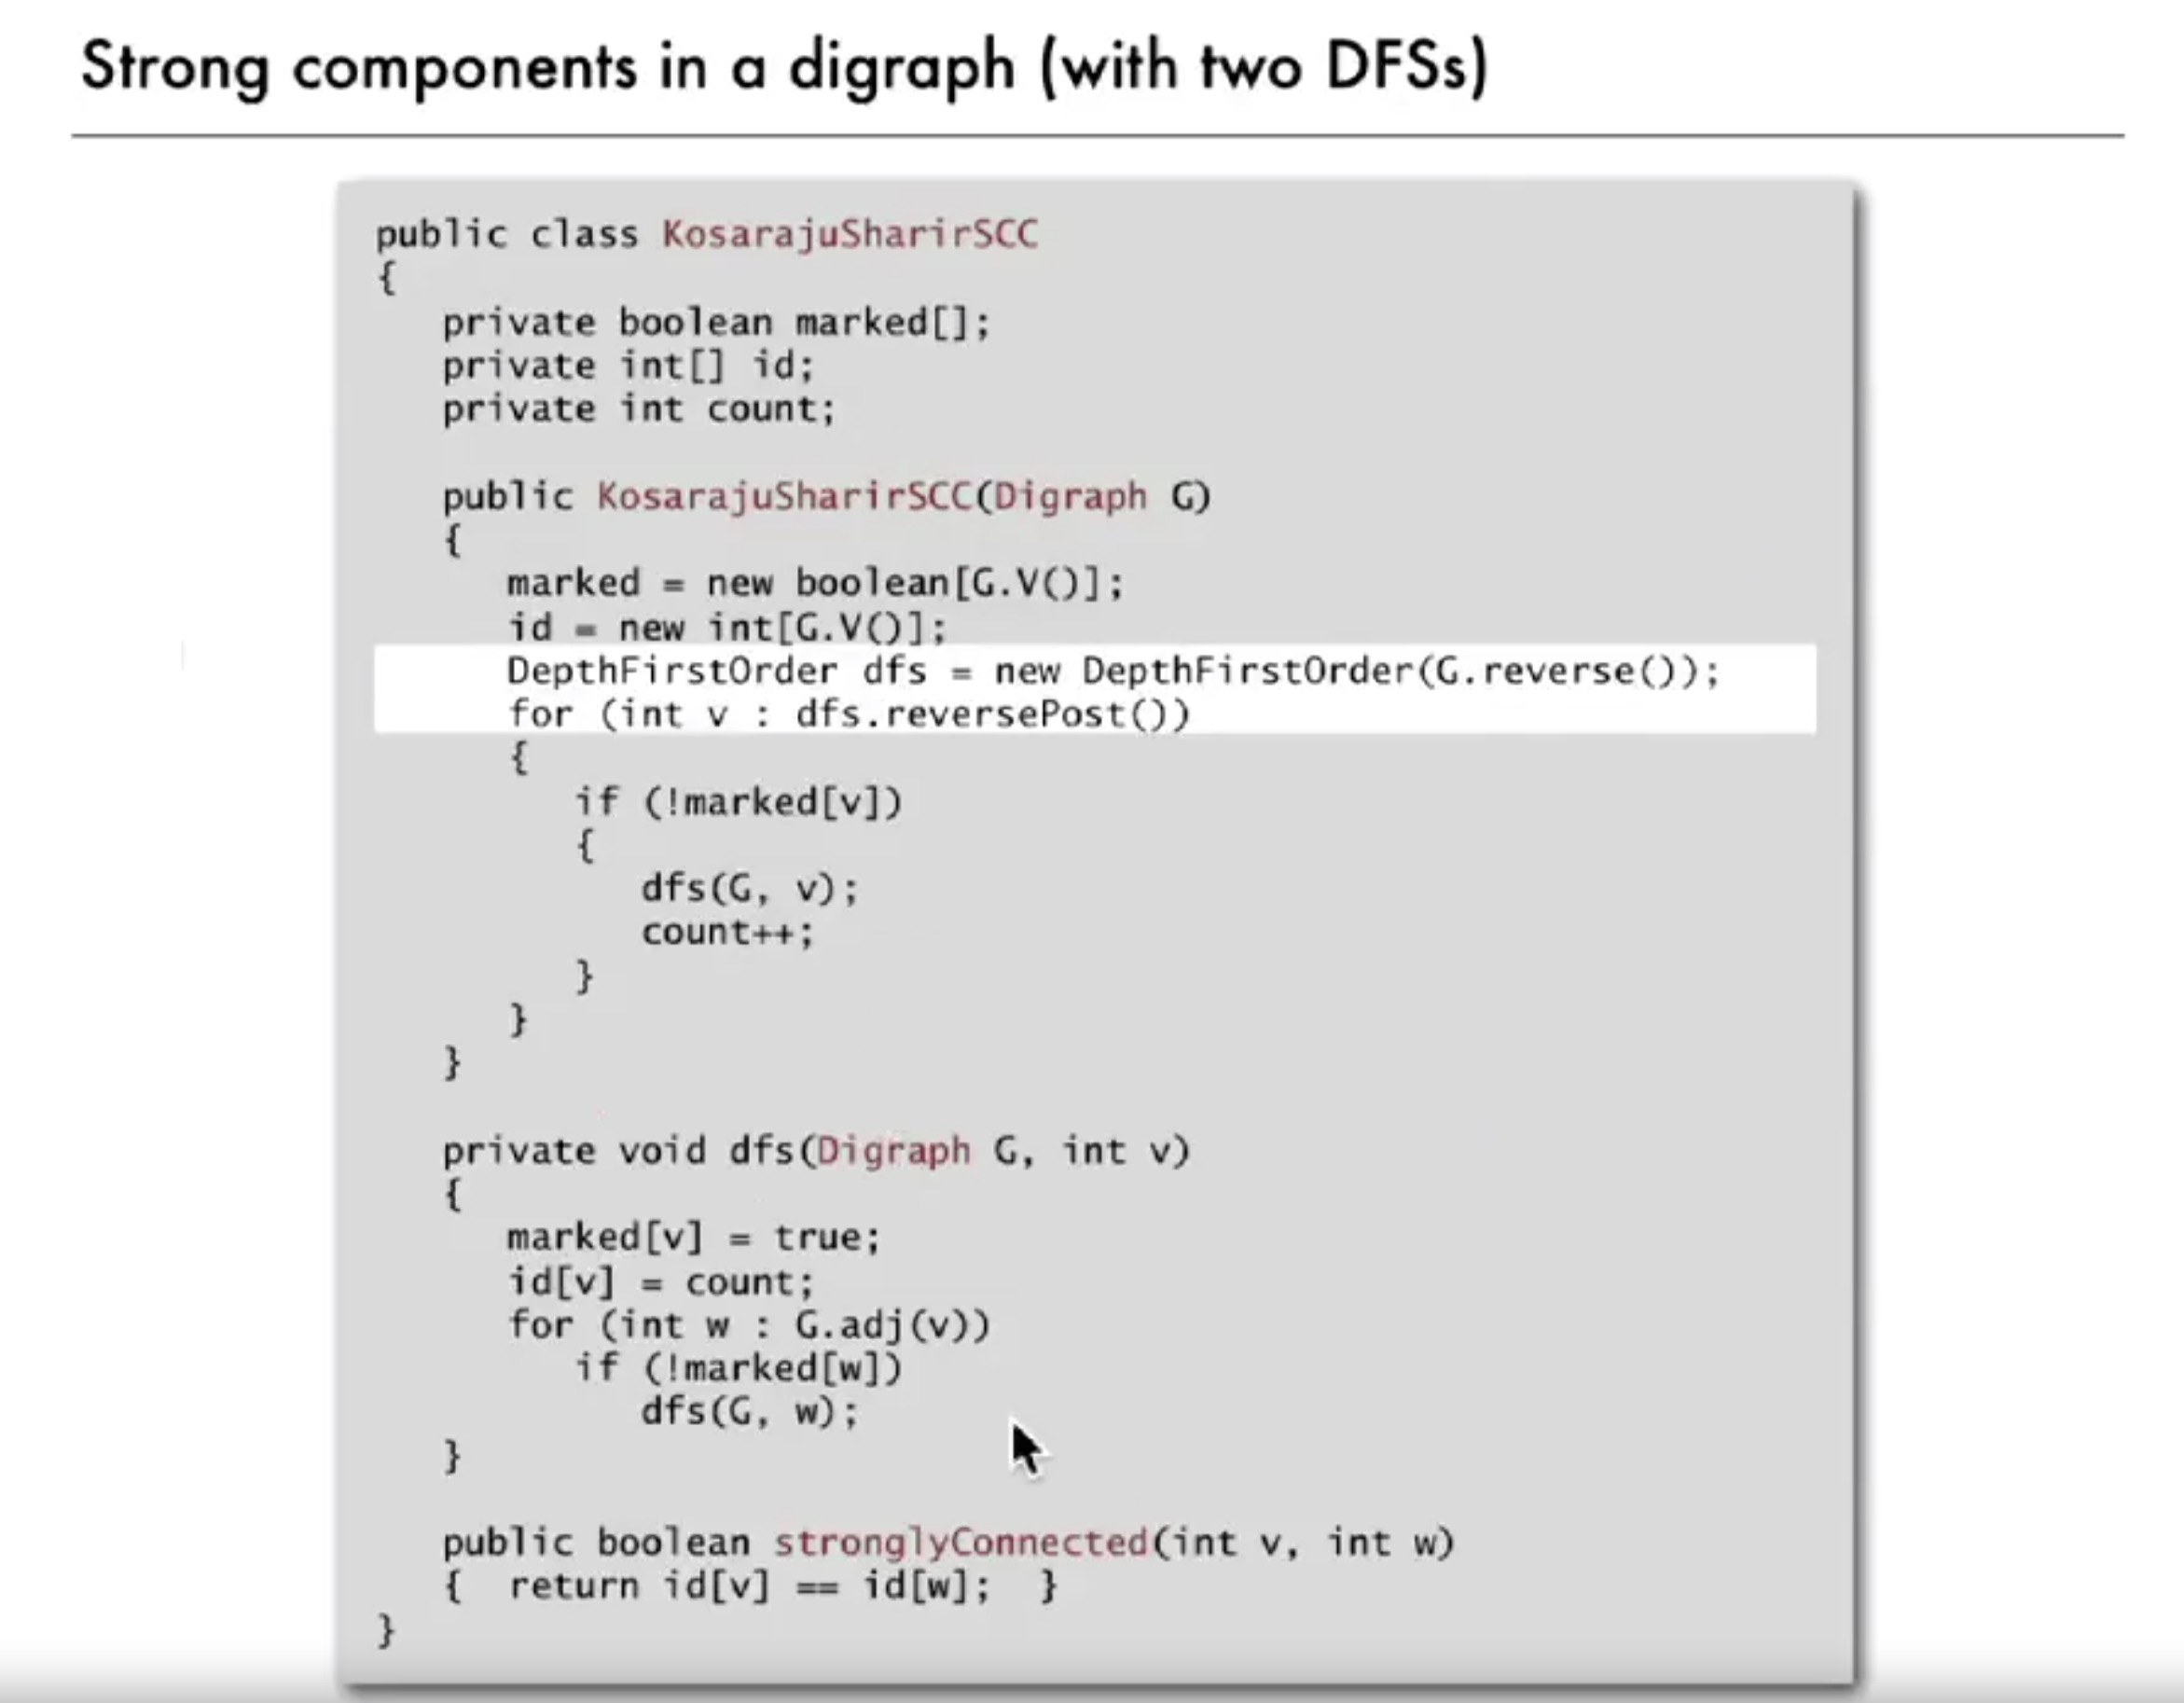 Strong components in a digraph (with two DFSs)
public class KosarajuSharirSCC
{
private boolean marked[];
private int[] id;
private int count;
public KosarajuSharirSCC(Digraph G)
{
marked = new boolean[G.V()];
id = new int[G.V()];
DepthFirstOrder dfs = new DepthFirstOrder(G.reverse());
for (int v : dfs.reversePost())
{
if (!marked[v])
{
dfs(G, v);
count++;
}
}
}
private void dfs(Digraph G, int v)
{
marked[v] = true;
id[v] = count;
for (int w : G.adj(v))
if (!marked[w])
dfs(G, w);
}
public boolean stronglyConnected(int v, int w)
{ return id[v] == id[w]; }
}